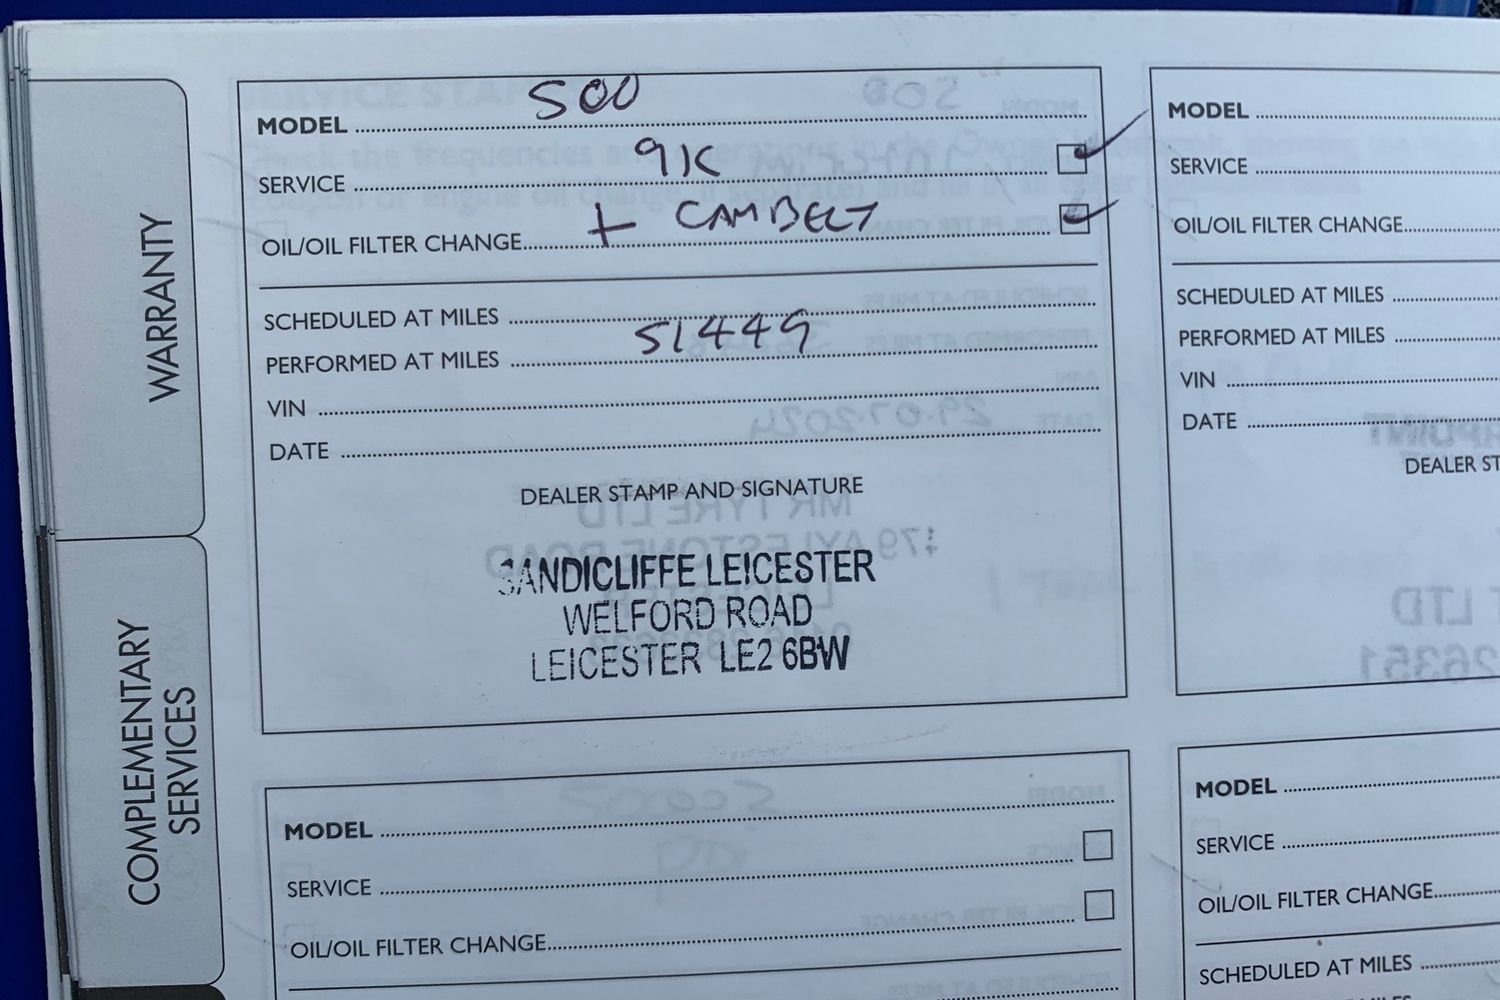 WARRANTY
COMPLEMENTARY
SERVICES
MODEL 500
SERVICE 9K
OIL/OIL FILTER CHANGE + CAMBELT
SCHEDULED AT MILES
PERFORMED AT MILES 51449
VIN
DATE
DEALER STAMP AND SIGNATURE
SANDICLIFFE LEICESTER
WELFORD ROAD
LEICESTER LE2 6BW
MODEL
SERVICE
OIL/OIL FILTER CHANGE
SCHEDULED AT MILES
PERFORMED AT MILES
VIN
DATE
DEALER ST
MODEL
SERVICE
OIL/OIL FILTER CHANGE
MODEL
SERVICE
OIL/OIL FILTER CHANGE
SCHEDULED AT MILES